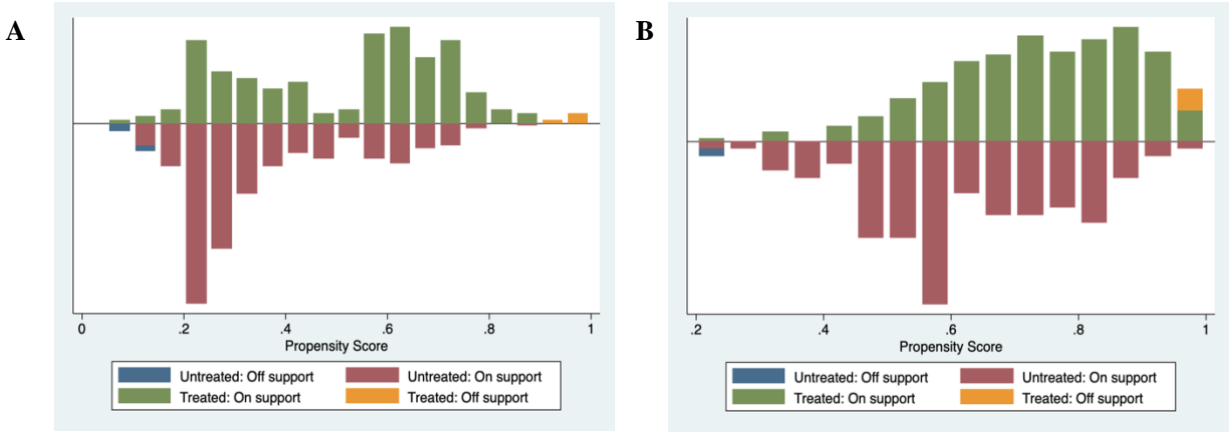 A
0 .2 .4 .6 .8 1
Propensity Score
Untreated: Off support Untreated: On support
Treated: On support Treated: Off support
B
.2 .4 .6 .8 1
Propensity Score
Untreated: Off support Untreated: On support
Treated: On support Treated: Off support